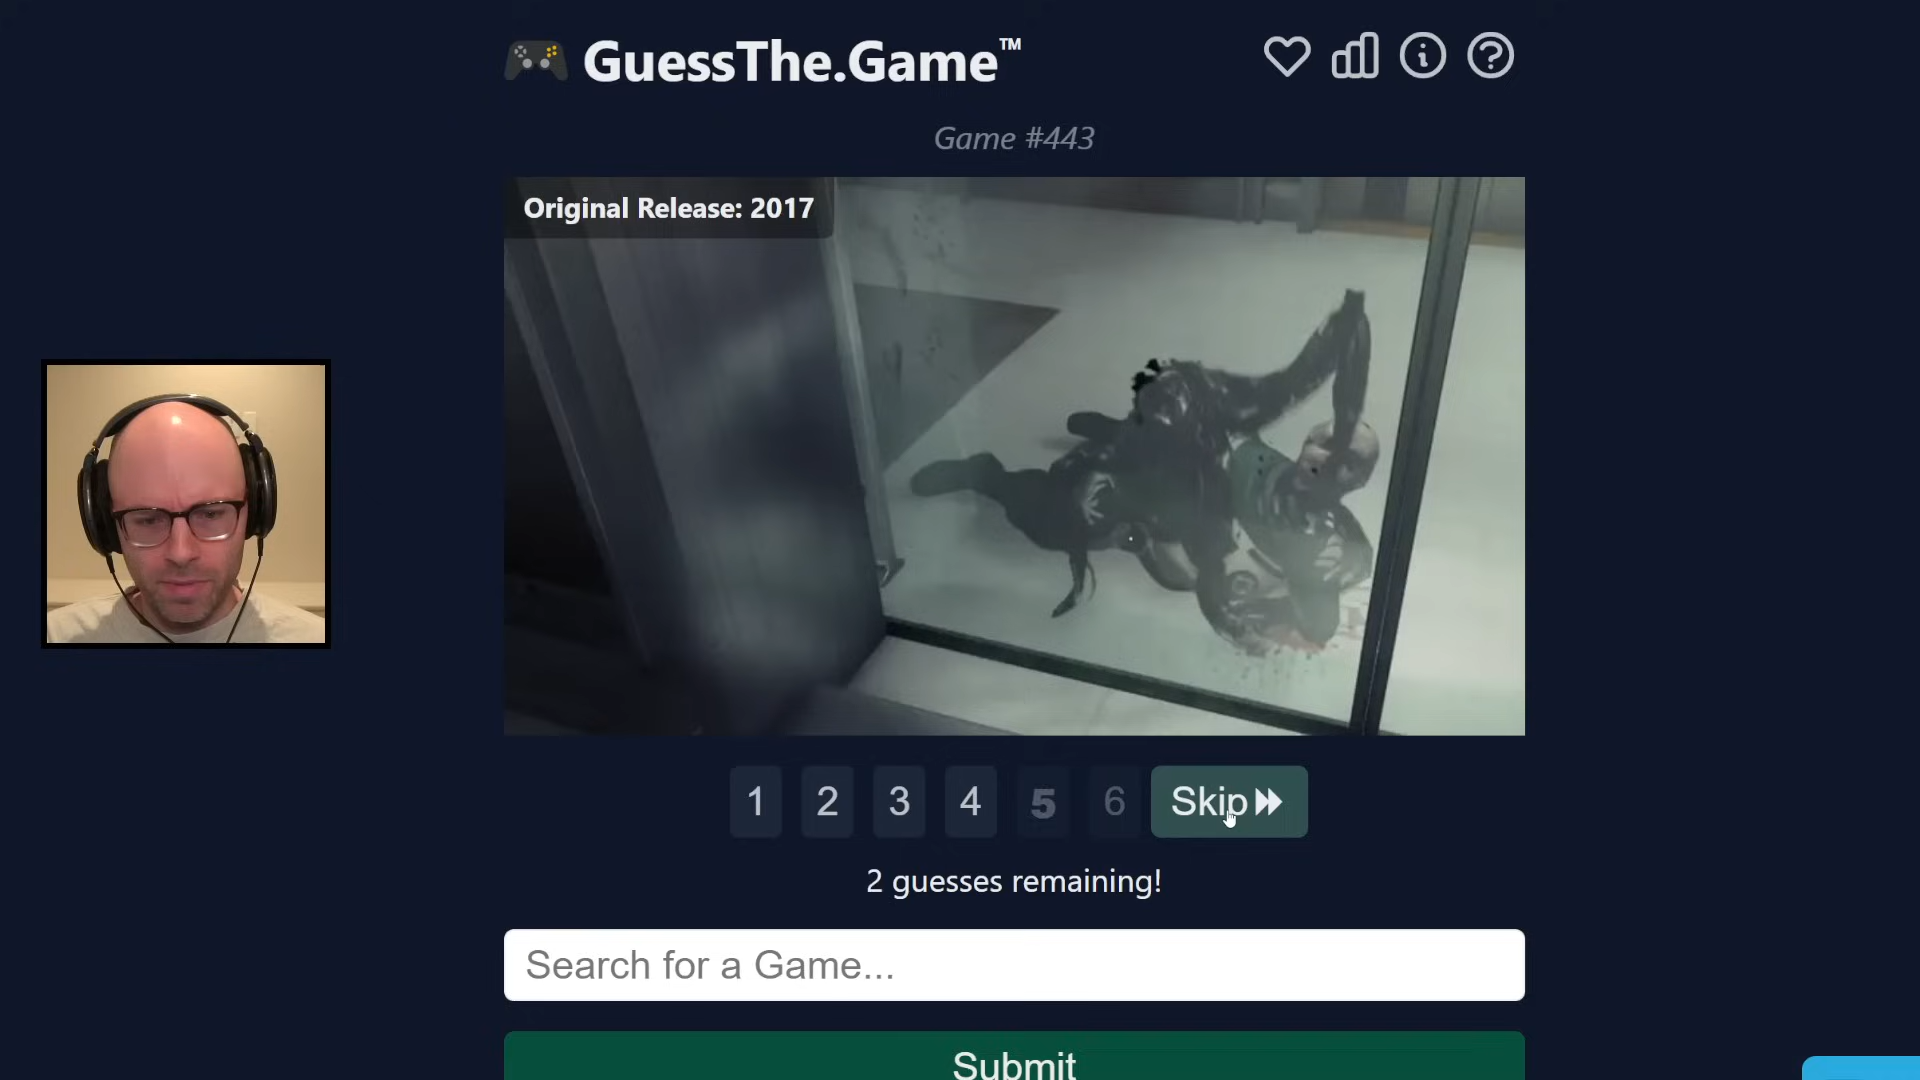 GuessThe.Game™
Game #443
Original Release: 2017
1 2 3 4 5 6 Skip
2 guesses remaining!
Search for a Game...
Submit